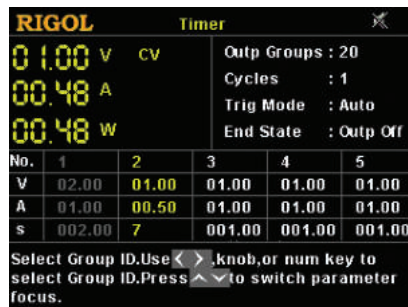 RIGOL Timer
01.00 V CV
00.48 A
00.48 W
Outp Groups : 20
Cycles : 1
Trig Mode : Auto
End State : Outp Off
No. 1 2 3 4 5
V 02.00 01.00 01.00 01.00 01.00
A 01.00 00.50 01.00 01.00 01.00
s 002.00 7 001.00 001.00 001.00
Select Group ID.Use < > ,knob,or num key to
select Group ID.Press to switch parameter
focus.